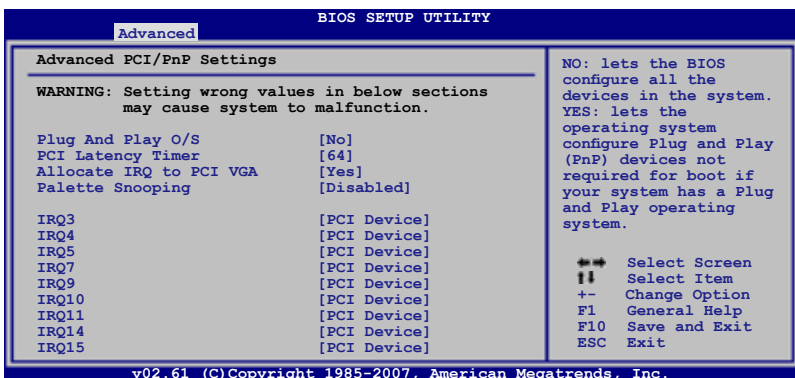 BIOS SETUP UTILITY
Advanced
Advanced PCI/PnP Settings
WARNING: Setting wrong values in below sections
may cause system to malfunction.
Plug And Play O/S [No]
PCI Latency Timer [64]
Allocate IRQ to PCI VGA [Yes]
Palette Snooping [Disabled]
IRQ3 [PCI Device]
IRQ4 [PCI Device]
IRQ5 [PCI Device]
IRQ7 [PCI Device]
IRQ9 [PCI Device]
IRQ10 [PCI Device]
IRQ11 [PCI Device]
IRQ14 [PCI Device]
IRQ15 [PCI Device]
NO: lets the BIOS
configure all the
devices in the system.
YES: lets the
operating system
configure Plug and Play
(PnP) devices not
required for boot if
your system has a Plug
and Play operating
system.
Select Screen
Select Item
+- Change Option
F1 General Help
F10 Save and Exit
ESC Exit
v02.61 (C)Copyright 1985-2007, American Megatrends, Inc.